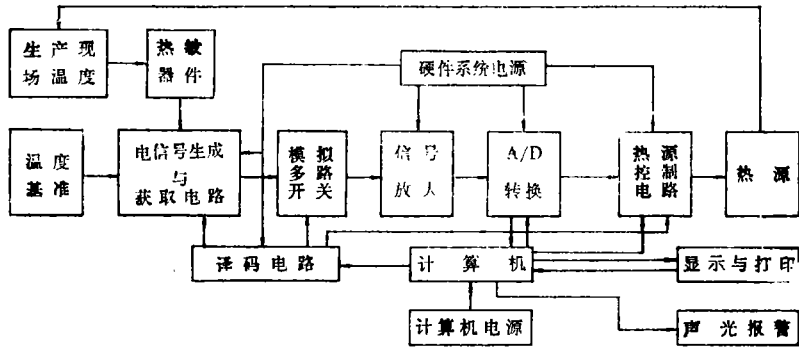 生产现
场温度
热敏
器件
硬件系统电源
温度
基准
电信号生成
与
获取电路
模拟
多路
开关
信号
放大
A/D
转换
热源
控制
电路
热源
译码电路
计算机
显示与打印
计算机电源
声光报警